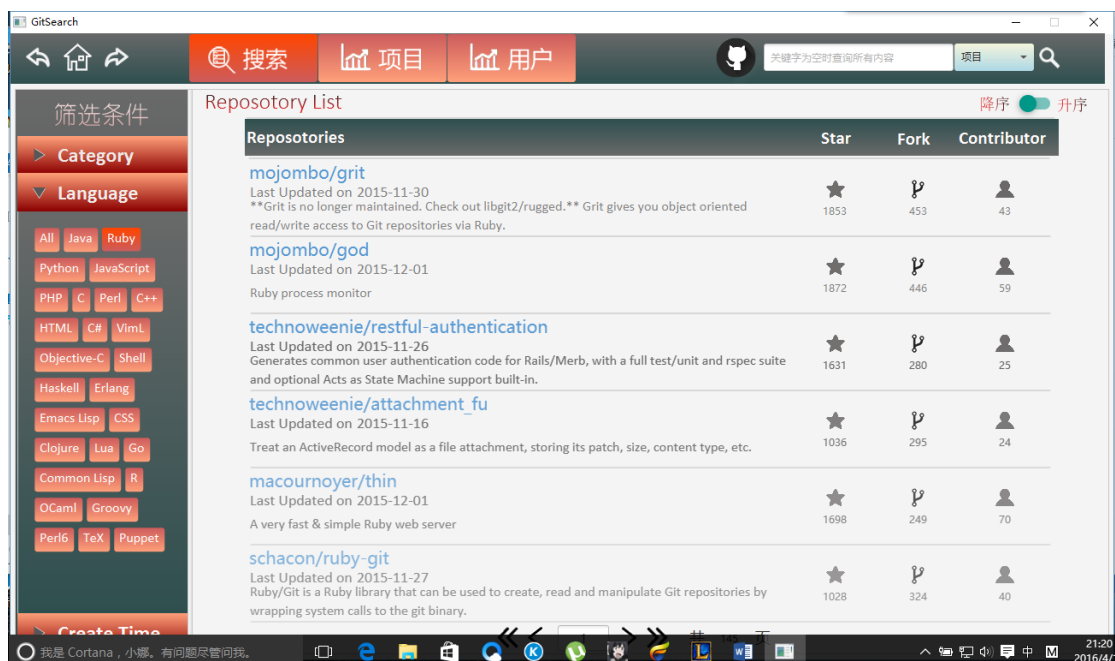 GitSearch
搜索 项目 用户 关键字为空时查询所有内容 项目
筛选条件
Category
Language
All Java Ruby
Python JavaScript
PHP C Perl C++
HTML C# VimL
Objective-C Shell
Haskell Erlang
Emacs Lisp CSS
Clojure Lua Go
Common Lisp R
OCaml Groovy
Perl6 TeX Puppet
Create Time
Reposotory List 降序 升序
Reposotories Star Fork Contributor
mojombo/grit
Last Updated on 2015-11-30
**Grit is no longer maintained. Check out libgit2/rugged.** Grit gives you object oriented
read/write access to Git repositories via Ruby.
1853 453 43
mojombo/god
Last Updated on 2015-12-01
Ruby process monitor
1872 446 59
technoweenie/restful-authentication
Last Updated on 2015-11-26
Generates common user authentication code for Rails/Merb, with a full test/unit and rspec suite
and optional Acts as State Machine support built-in.
1631 280 25
technoweenie/attachment_fu
Last Updated on 2015-11-16
Treat an ActiveRecord model as a file attachment, storing its patch, size, content type, etc.
1036 295 24
macournoyer/thin
Last Updated on 2015-12-01
A very fast & simple Ruby web server
1698 249 70
schacon/ruby-git
Last Updated on 2015-11-27
Ruby/Git is a Ruby library that can be used to create, read and manipulate Git repositories by
wrapping system calls to the git binary.
1028 324 40
共 页
我是 Cortana，小娜。有问题尽管问我。 中 M 21:20
2016/4/